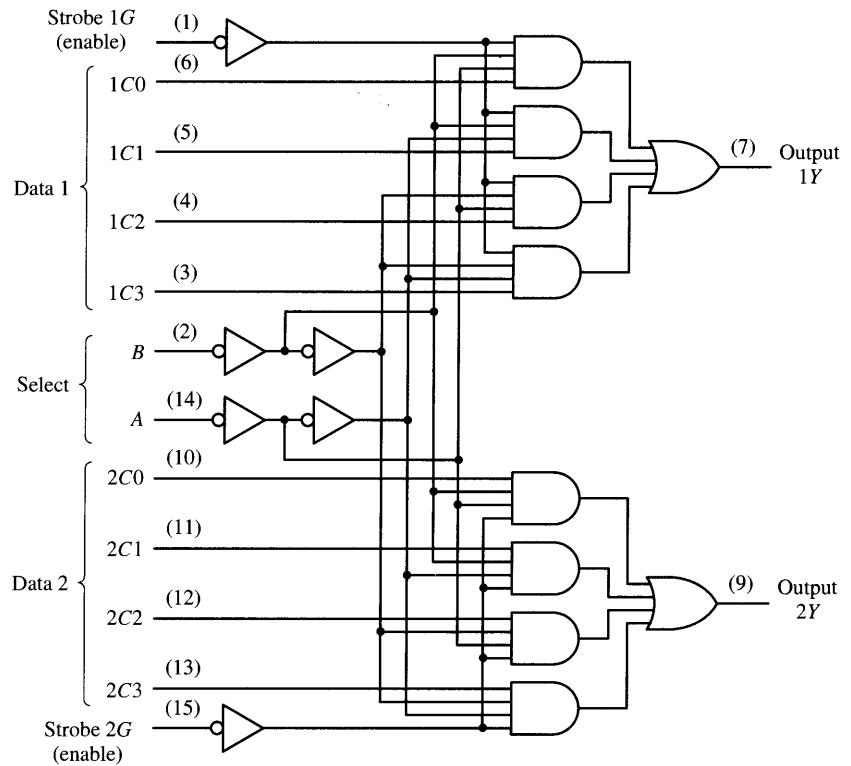 Strobe 1G (1)
(enable)
(6)
1C0
(5)
1C1
(7)
Output
1Y
Data 1
(4)
1C2
(3)
1C3
(2)
B
Select
(14)
A
(10)
2C0
(11)
2C1
Data 2
(9)
Output
2Y
(12)
2C2
(13)
2C3
(15)
Strobe 2G
(enable)